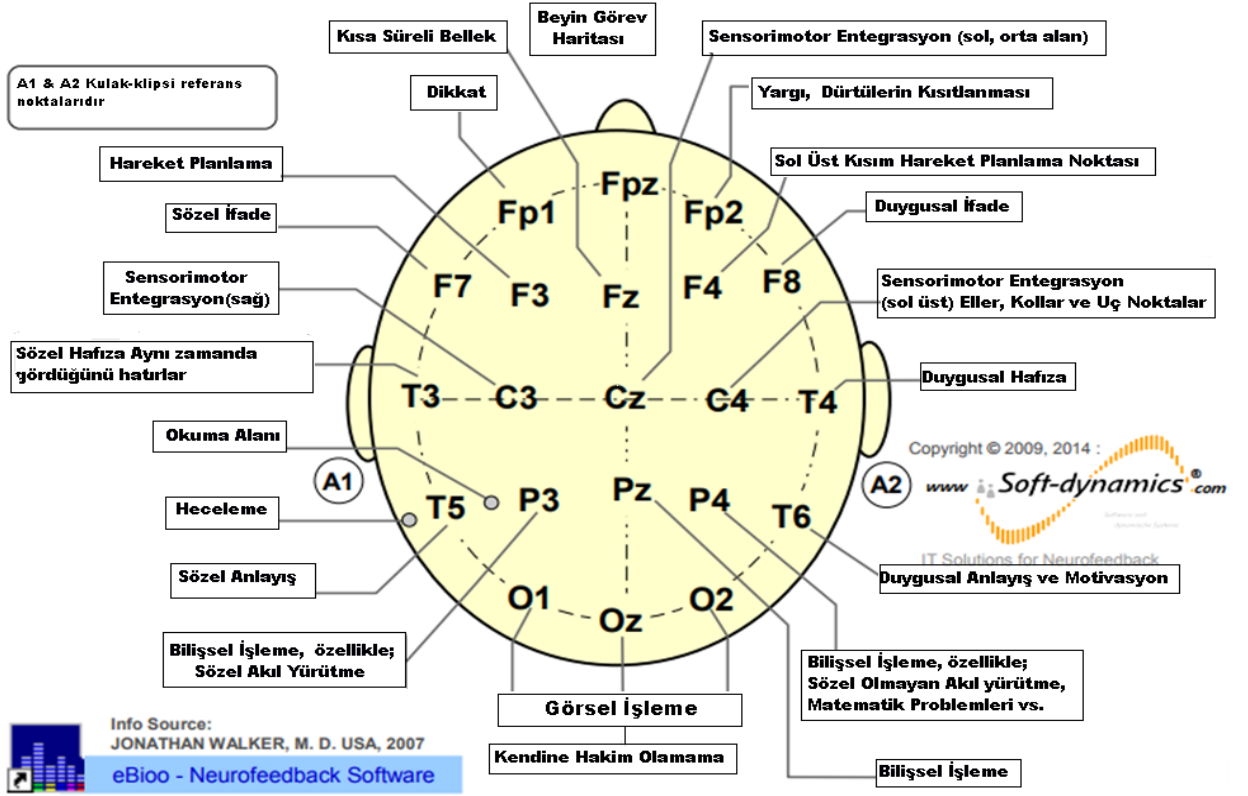 Beyin Görev
Haritası
Kısa Süreli Bellek
Sensorimotor Entegrasyon (sol, orta alan)
A1 & A2 Kulak-klipsi referans
noktalarıdır
Dikkat
Yargı, Dürtülerin Kısıtlanması
Hareket Planlama
Sol Üst Kısım Hareket Planlama Noktası
Sözel İfade
Duygusal İfade
Fpz
Fp1
Fp2
F7
F3
Fz
F4
F8
Sensorimotor
Entegrasyon(sağ)
Sensorimotor Entegrasyon
(sol üst) Eller, Kollar ve Uç Noktalar
Sözel Hafıza Aynı zamanda
gördüğünü hatırlar
Duygusal Hafıza
T3
C3
Cz
C4
T4
Okuma Alanı
A1
A2
Copyright © 2009, 2014 :
www Soft-dynamics® .com
IT Solutions for Neurofeedback
Heceleme
T5
P3
Pz
P4
T6
Sözel Anlayış
Duygusal Anlayış ve Motivasyon
O1
Oz
O2
Bilişsel İşleme, özellikle;
Sözel Akıl Yürütme
Bilişsel İşleme, özellikle;
Sözel Olmayan Akıl yürütme,
Matematik Problemleri vs.
Görsel İşleme
Kendine Hakim Olamama
Bilişsel İşleme
Info Source:
JONATHAN WALKER, M. D. USA, 2007
eBioo - Neurofeedback Software